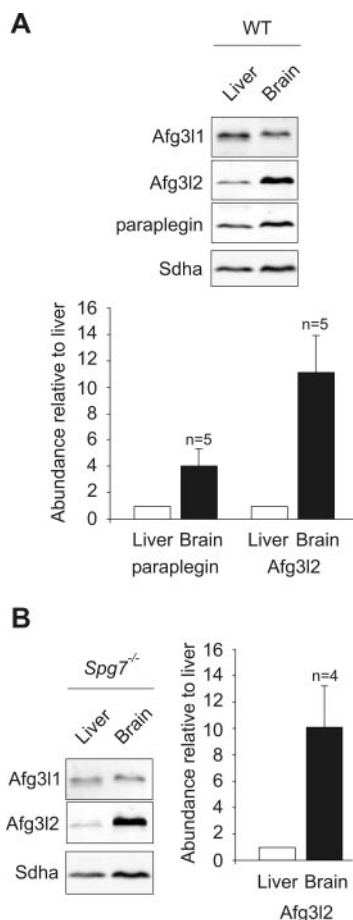 A
WT
Liver Brain
Afg3l1
Afg3l2
paraplegin
Sdha
Abundance relative to liver
16
14
12
10
8
6
4
2
0
n=5
n=5
Liver Brain Liver Brain
paraplegin Afg3l2
B
Spg7-/-
Liver Brain
Afg3l1
Afg3l2
Sdha
Abundance relative to liver
14
12
10
8
6
4
2
0
n=4
Liver Brain
Afg3l2